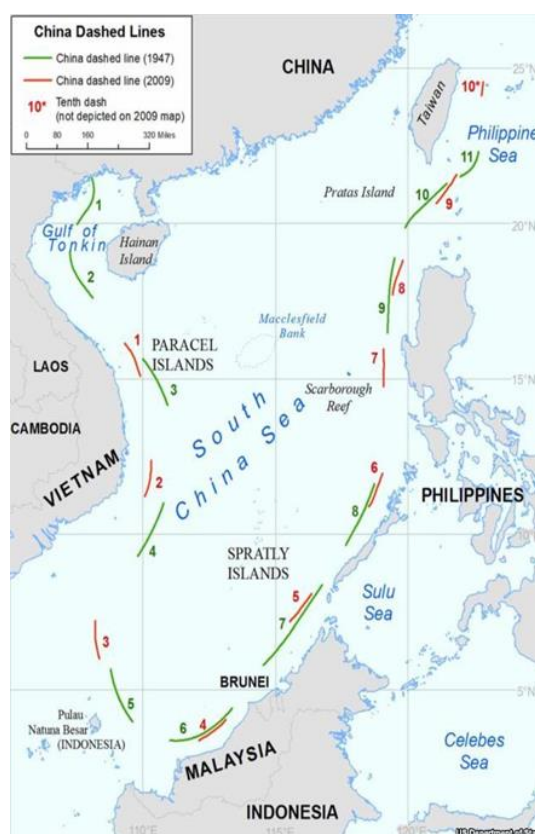 China Dashed Lines
China dashed line (1947)
China dashed line (2009)
10* Tenth dash
(not depicted on 2009 map)
0 80 160 320 Miles
CHINA
25°N
10*
Taiwan
Philippine
Sea
11
10
9
Pratas Island
20°N
1
Gulf of
Tonkin
Hainan
Island
2
8
9
Macclesfield
Bank
1
PARACEL
ISLANDS
3
7
LAOS
15°N
Scarborough
Reef
CAMBODIA
South
China Sea
VIETNAM
2
6
PHILIPPINES
8
4
10°N
SPRATLY
ISLANDS
5
Sulu
Sea
7
3
BRUNEI
5°N
5
Pulau
Natuna Besar
(INDONESIA)
6
4
MALAYSIA
Celebes
Sea
INDONESIA
110°E
115°E
120°E